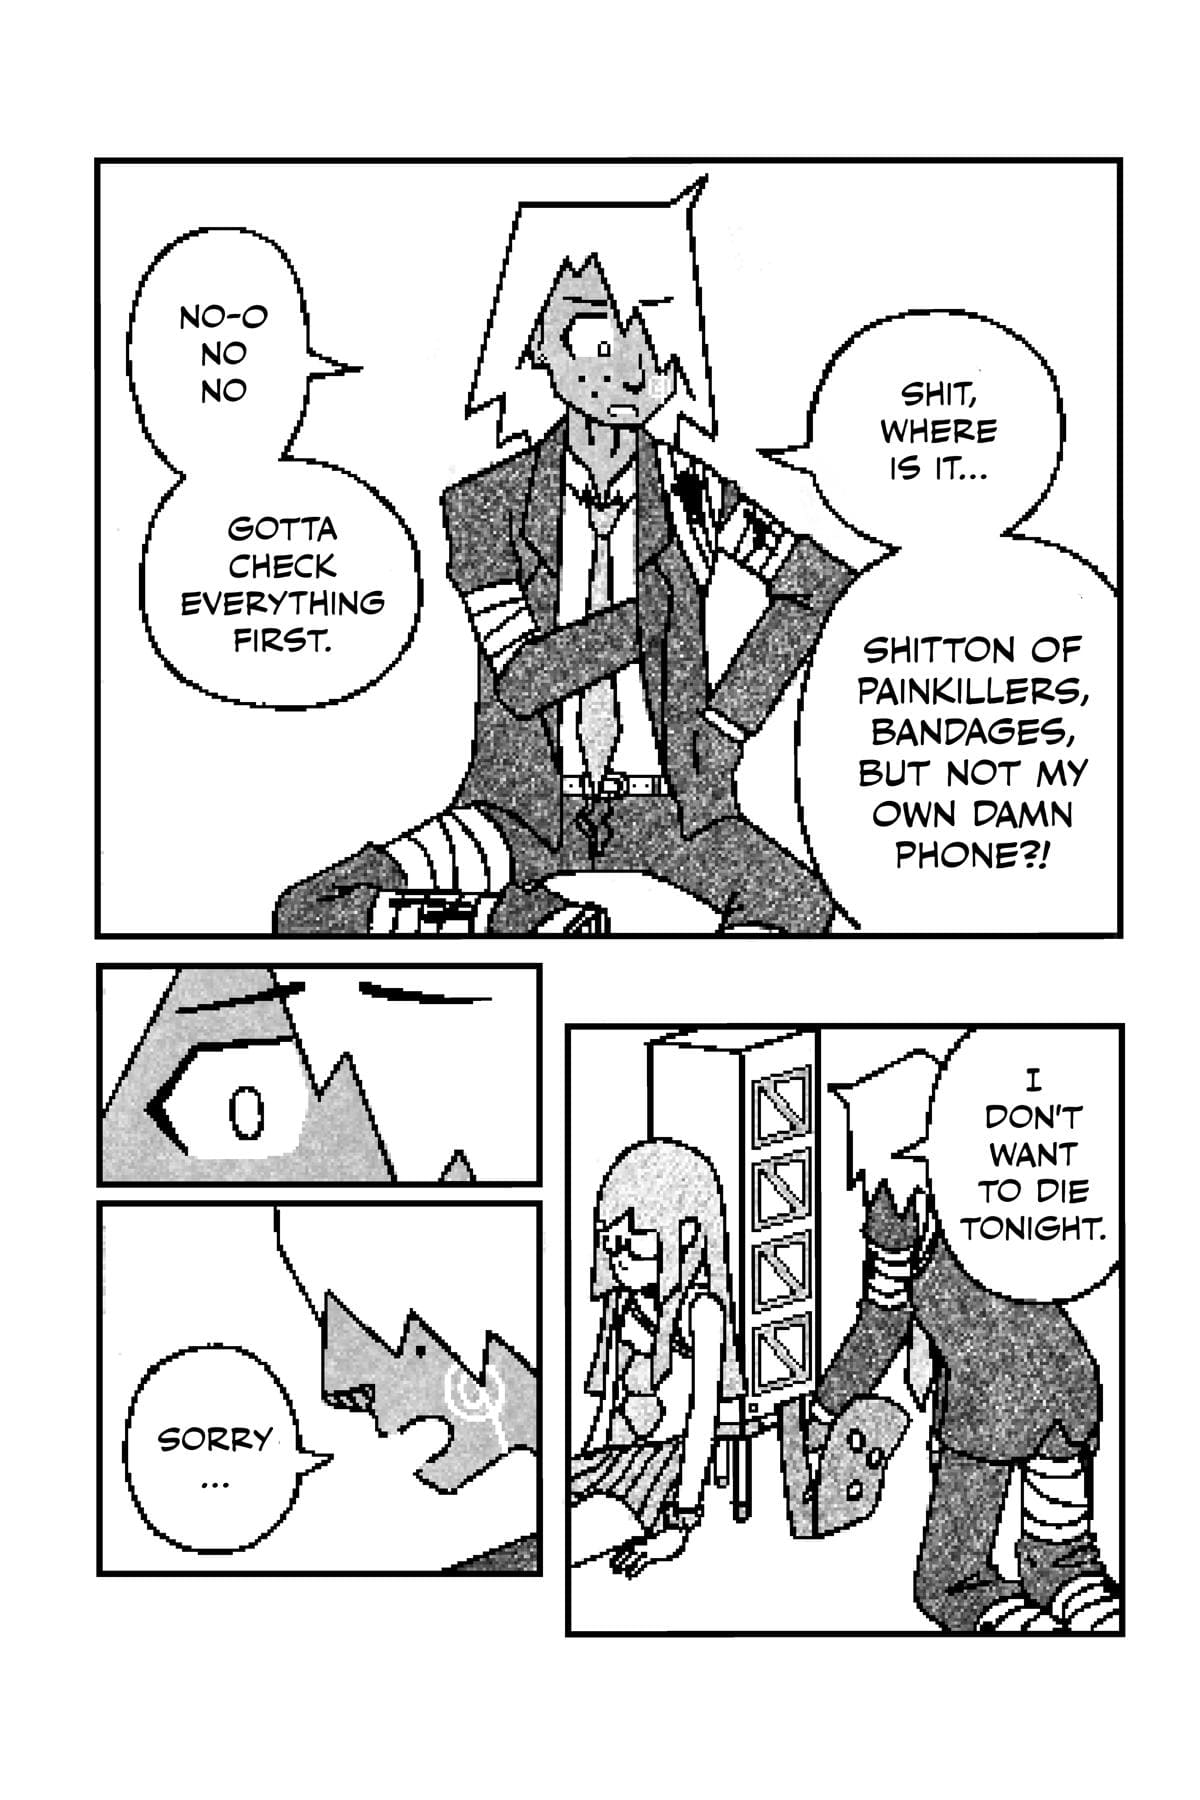 SHIT,
WHERE
IS IT...
SHITTON OF
PAINKILLERS,
BANDAGES,
BUT NOT MY
OWN DAMN
PHONE?!
NO-O
NO
NO
GOTTA
CHECK
EVERYTHING
FIRST.
I
DON'T
WANT
TO DIE
TONIGHT.
SORRY
...